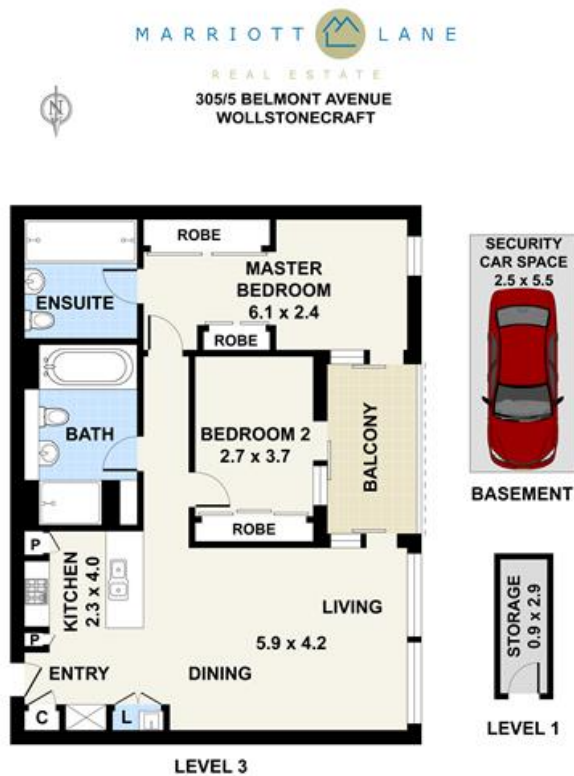 MARRIOTT LANE
REAL ESTATE
305/5 BELMONT AVENUE
WOLLSTONECRAFT
N
ROBE
MASTER
BEDROOM
6.1 x 2.4
ENSUITE
ROBE
BATH
BEDROOM 2
2.7 x 3.7
BALCONY
ROBE
P
KITCHEN
2.3 x 4.0
P
LIVING
5.9 x 4.2
ENTRY
DINING
C
L
LEVEL 3
SECURITY
CAR SPACE
2.5 x 5.5
BASEMENT
STORAGE
0.9 x 2.9
LEVEL 1